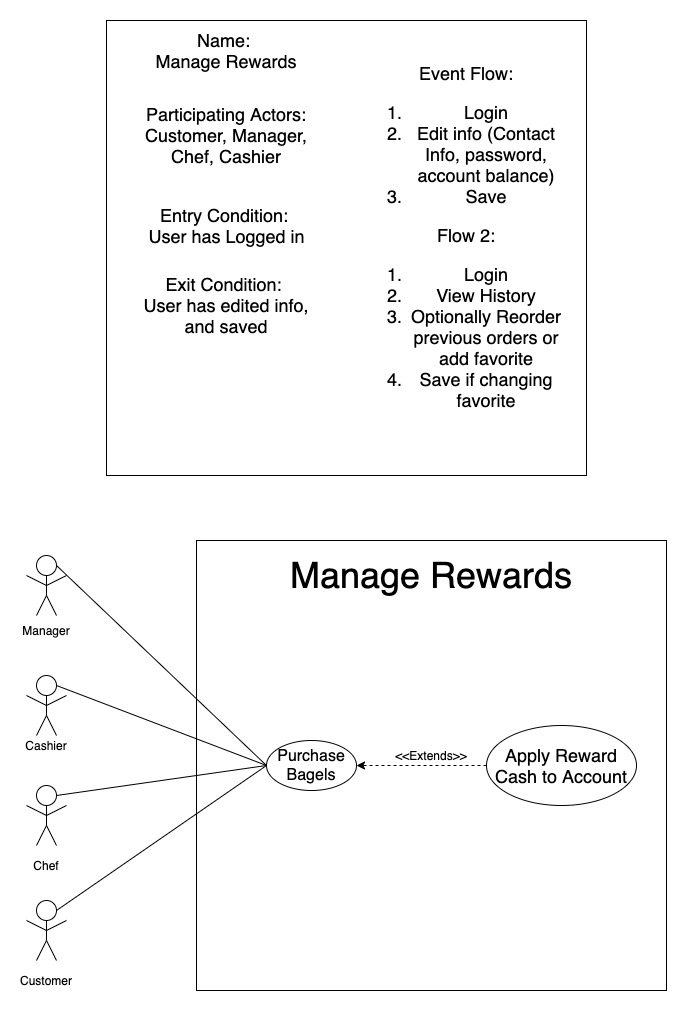 Name:
Manage Rewards
Participating Actors:
Customer, Manager,
Chef, Cashier
Entry Condition:
User has Logged in
Exit Condition:
User has edited info,
and saved
Event Flow:
1. Login
2. Edit info (Contact
Info, password,
account balance)
3. Save
Flow 2:
1. Login
2. View History
3. Optionally Reorder
previous orders or
add favorite
4. Save if changing
favorite
Manage Rewards
Manager
Cashier
Chef
Customer
Purchase
Bagels
<<Extends>>
Apply Reward
Cash to Account